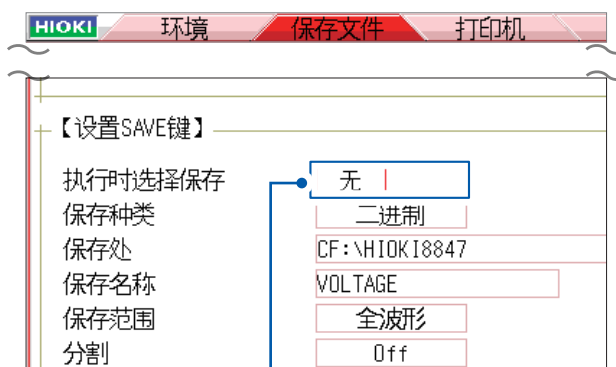 HIOKI 环境 保存文件 打印机
【设置SAVE键】
执行时选择保存 无
保存种类 二进制
保存处 CF:\HIOKI8847
保存名称 VOLTAGE
保存范围 全波形
分割 Off